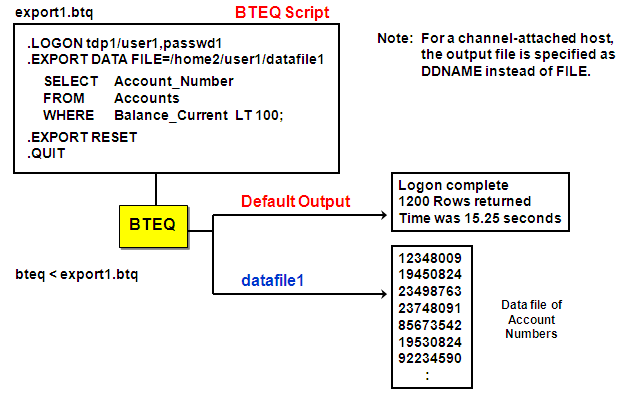 export1.btq
BTEQ Script
.LOGON tdp1/user1,passwd1
.EXPORT DATA FILE=/home2/user1/datafile1
SELECT Account_Number
FROM Accounts
WHERE Balance_Current LT 100;
.EXPORT RESET
.QUIT
Note: For a channel-attached host,
the output file is specified as
DDNAME instead of FILE.
BTEQ
bteq < export1.btq
Default Output
Logon complete
1200 Rows returned
Time was 15.25 seconds
datafile1
12348009
19450824
23498763
23748091
85673542
19530824
92234590
:
Data file of
Account
Numbers